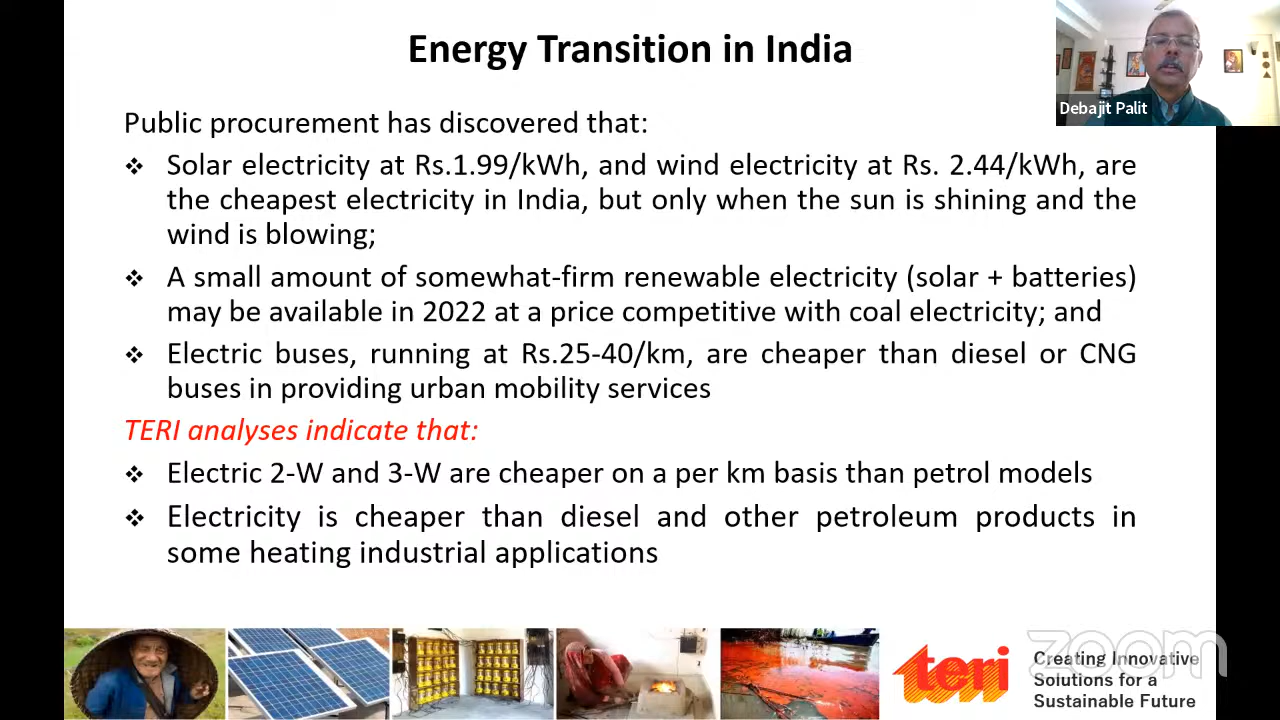 Energy Transition in India
Debajit Palit
Public procurement has discovered that:
❖ Solar electricity at Rs.1.99/kWh, and wind electricity at Rs. 2.44/kWh, are
the cheapest electricity in India, but only when the sun is shining and the
wind is blowing;
❖ A small amount of somewhat-firm renewable electricity (solar + batteries)
may be available in 2022 at a price competitive with coal electricity; and
❖ Electric buses, running at Rs.25-40/km, are cheaper than diesel or CNG
buses in providing urban mobility services
TERI analyses indicate that:
❖ Electric 2-W and 3-W are cheaper on a per km basis than petrol models
❖ Electricity is cheaper than diesel and other petroleum products in
some heating industrial applications
teri
zoom
Creating Innovative
Solutions for a
Sustainable Future